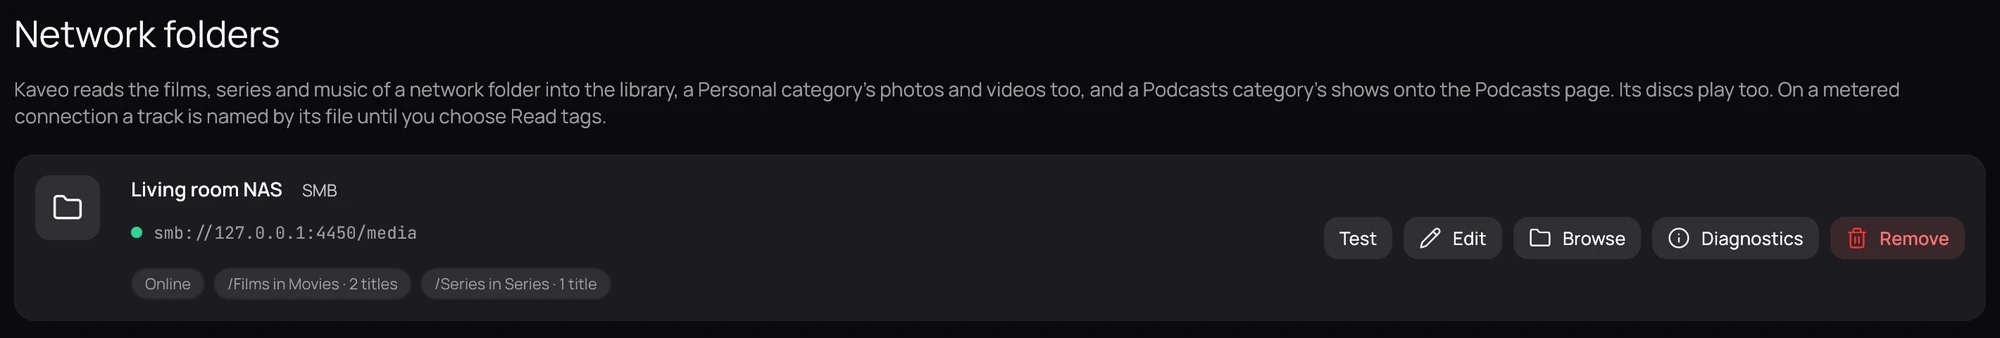 Network folders
Kaveo reads the films, series and music of a network folder into the library, a Personal category's photos and videos too, and a Podcasts category's shows onto the Podcasts page. Its discs play too. On a metered
connection a track is named by its file until you choose Read tags.
Living room NAS SMB
smb://127.0.0.1:4450/media
Test Edit Browse Diagnostics Remove
Online /Films in Movies · 2 titles /Series in Series · 1 title